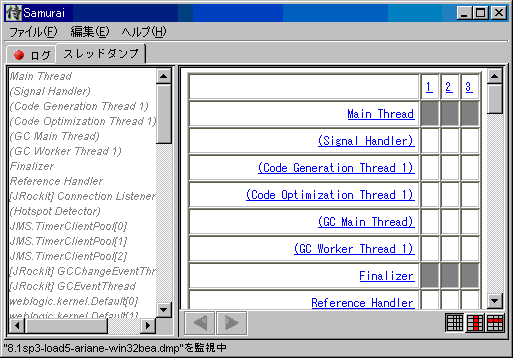 侍 Samurai
ファイル(F) 編集(E) ヘルプ(H)
ログ スレッドダンプ
Main Thread
(Signal Handler)
(Code Generation Thread 1)
(Code Optimization Thread 1)
(GC Main Thread)
(GC Worker Thread 1)
Finalizer
Reference Handler
[JRockit] Connection Listener
(Hotspot Detector)
JMS.TimerClientPool[0]
JMS.TimerClientPool[1]
JMS.TimerClientPool[2]
[JRockit] GCChangeEventThr
[JRockit] GCEventThread
weblogic.kernel.Default[0]
weblogic.kernel.Default[1]
1 2 3
Main Thread
(Signal Handler)
(Code Generation Thread 1)
(Code Optimization Thread 1)
(GC Main Thread)
(GC Worker Thread 1)
Finalizer
Reference Handler
"8.1sp3-load5-ariane-win32bea.dmp"を監視中